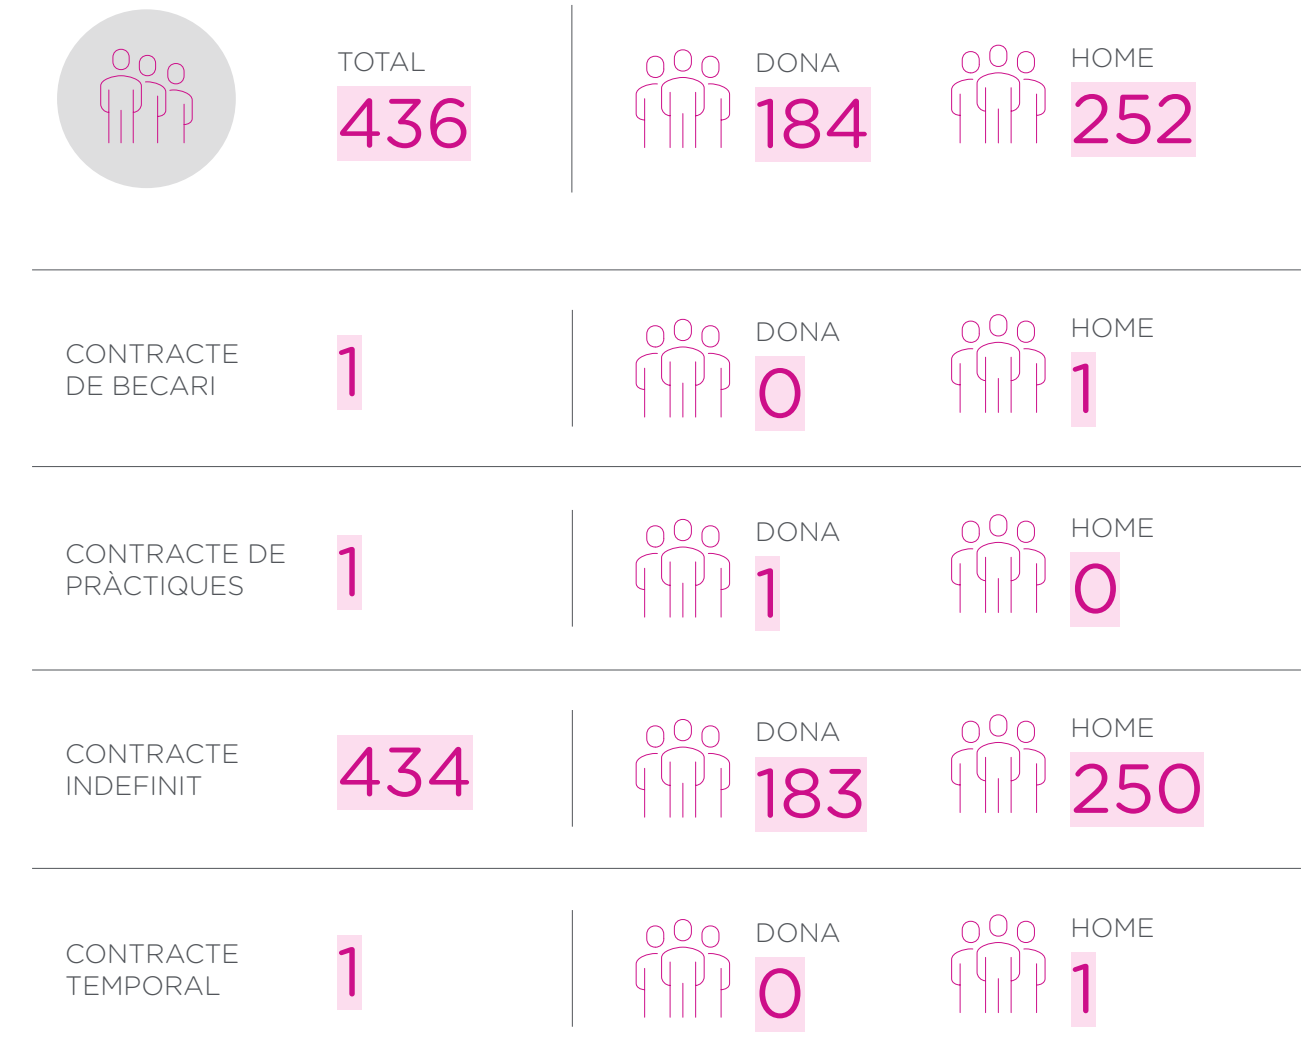 TOTAL
436
DONA
184
HOME
252
CONTRACTE
DE BECARI
1
DONA
0
HOME
1
CONTRACTE DE
PRÀCTIQUES
1
DONA
1
HOME
0
CONTRACTE
INDEFINIT
434
DONA
183
HOME
250
CONTRACTE
TEMPORAL
1
DONA
0
HOME
1